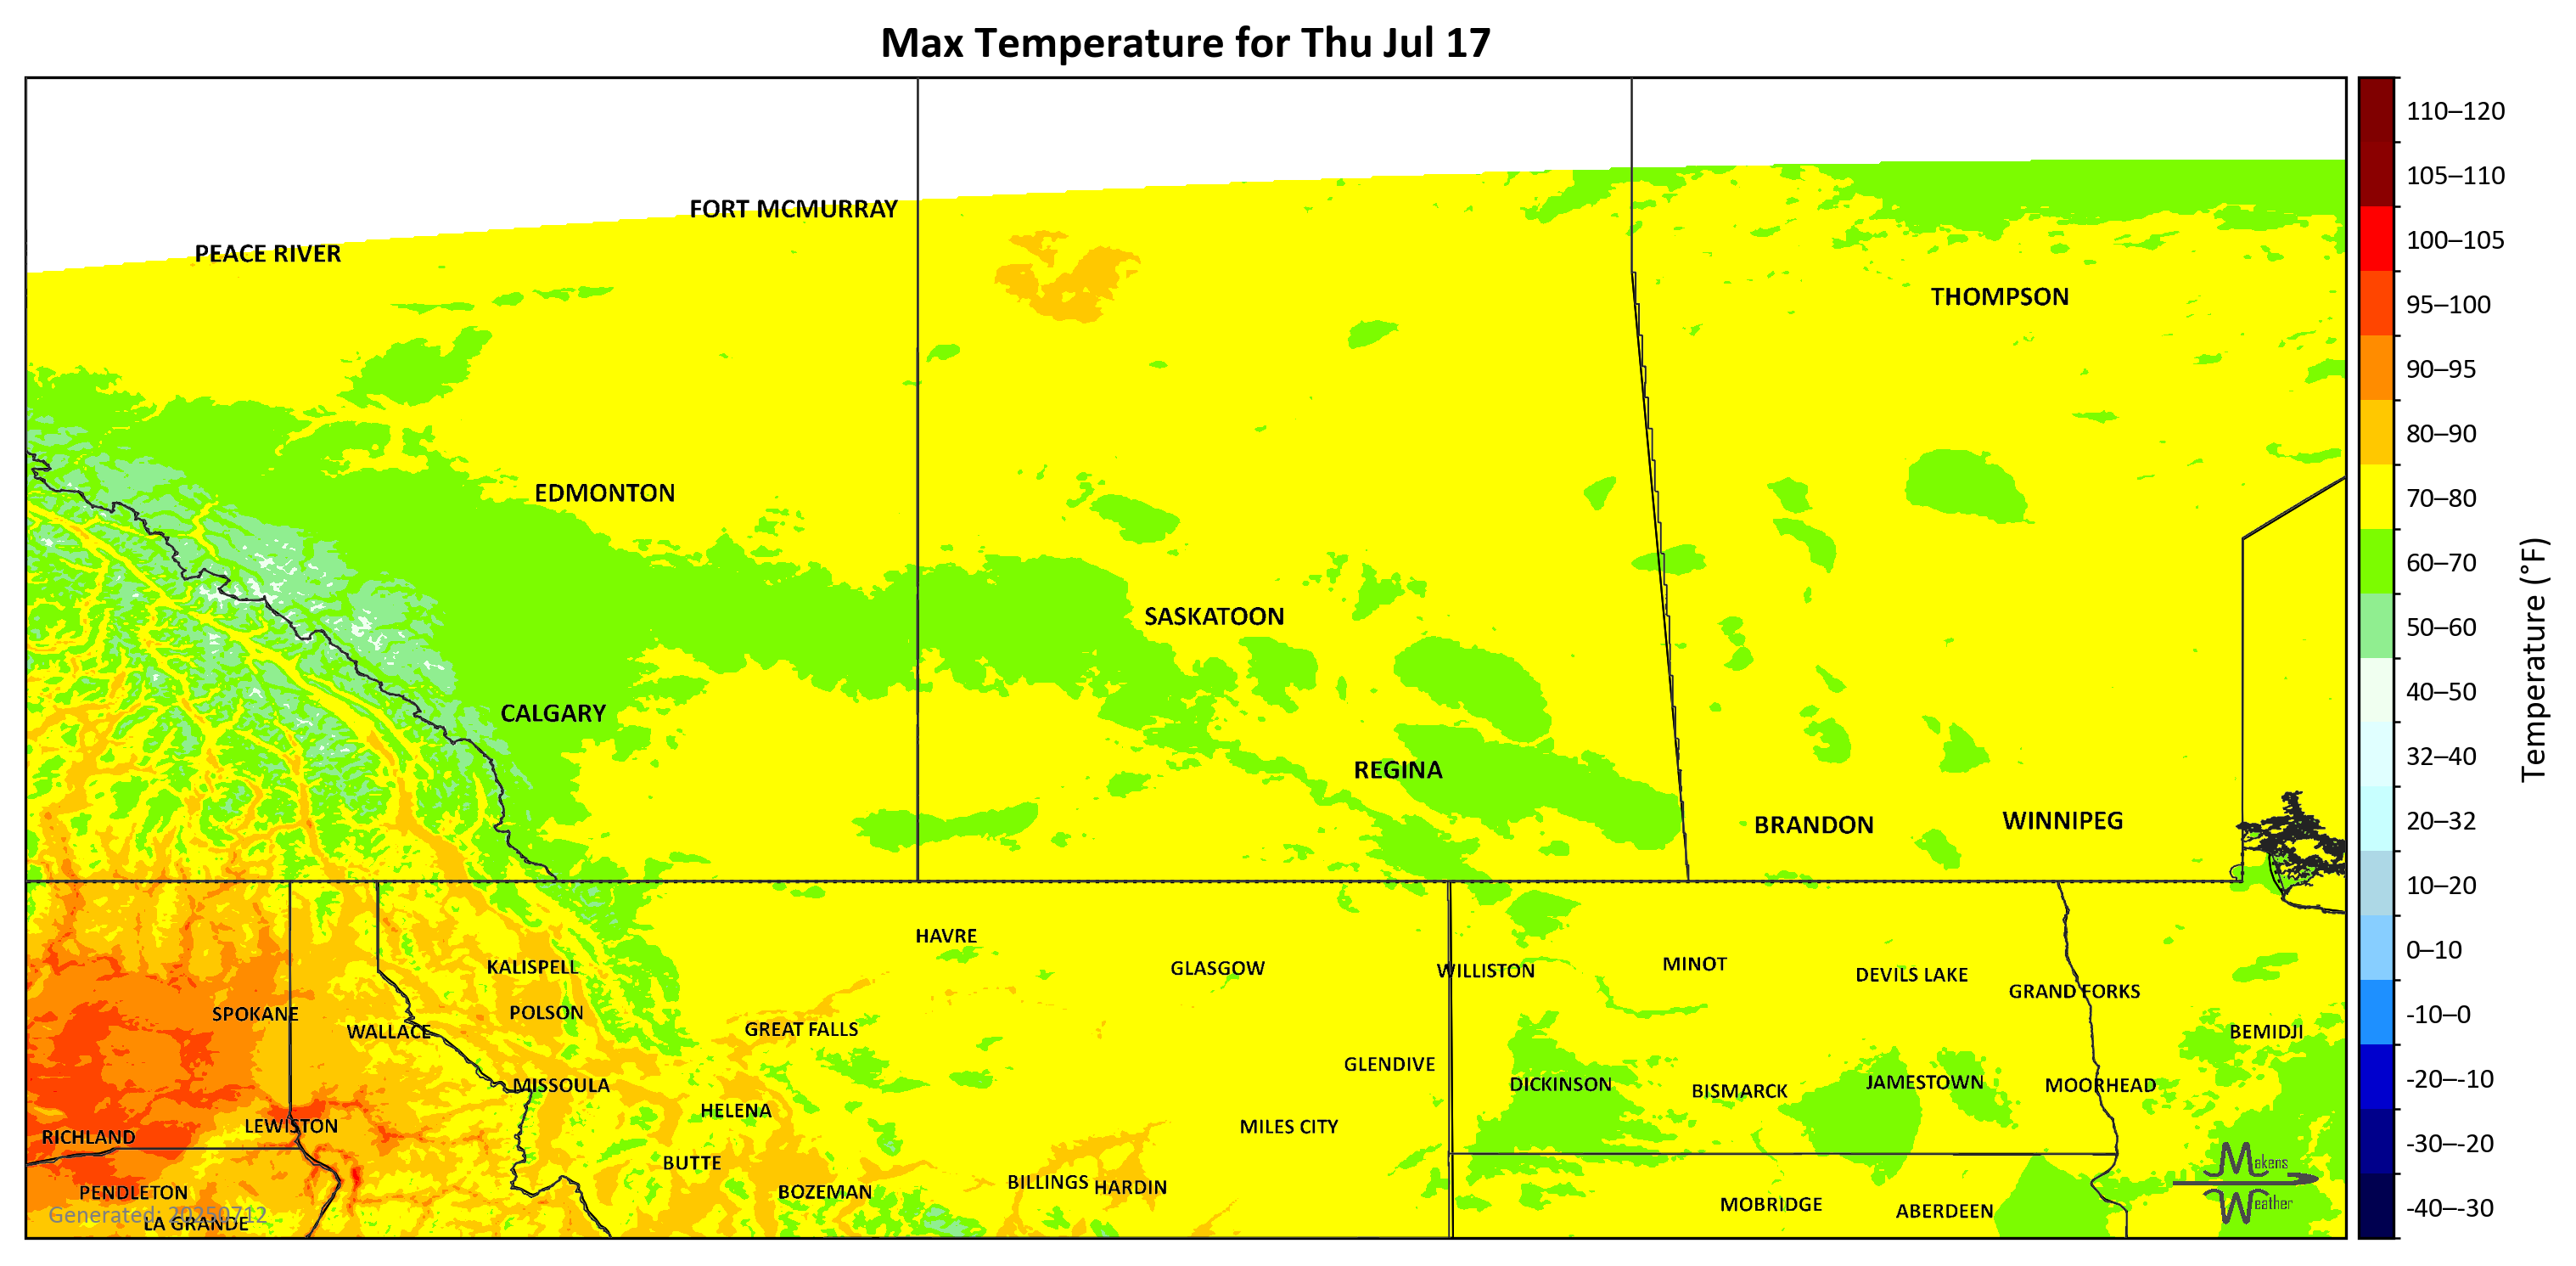 Max Temperature for Thu Jul 17
110–120
105–110
FORT MCMURRAY
100–105
PEACE RIVER
THOMPSON
95–100
90–95
80–90
EDMONTON
70–80
60–70
SASKATOON
50–60
Temperature (°F)
40–50
CALGARY
32–40
REGINA
20–32
BRANDON
WINNIPEG
10–20
HAVRE
0–10
KALISPELL
GLASGOW
WILLISTON
MINOT
DEVILS LAKE
GRAND FORKS
SPOKANE
POLSON
-10–0
WALLACE
GREAT FALLS
BEMIDJI
GLENDIVE
-20–-10
MISSOULA
DICKINSON
BISMARCK
JAMESTOWN
MOORHEAD
HELENA
LEWISTON
MILES CITY
RICHLAND
-30–-20
BUTTE
Makens
PENDLETON
BOZEMAN
BILLINGS
HARDIN
Weather
MOBRIDGE
ABERDEEN
-40–-30
Generated: 20250712
LA GRANDE